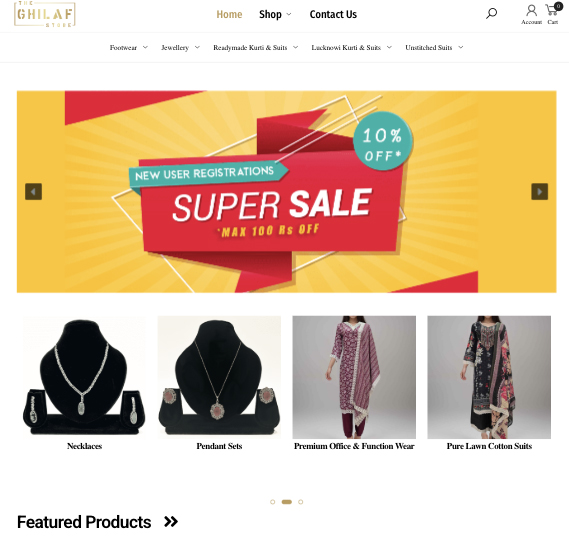 THE
GHILAF
STORE
Home
Shop
Contact Us
0
Account
Cart
Footwear
Jewellery
Readymade Kurti & Suits
Lucknowi Kurti & Suits
Unstitched Suits
10%
OFF*
NEW USER REGISTRATIONS
SUPER SALE
*MAX 100 Rs OFF
Necklaces
Pendant Sets
Premium Office & Function Wear
Pure Lawn Cotton Suits
Featured Products